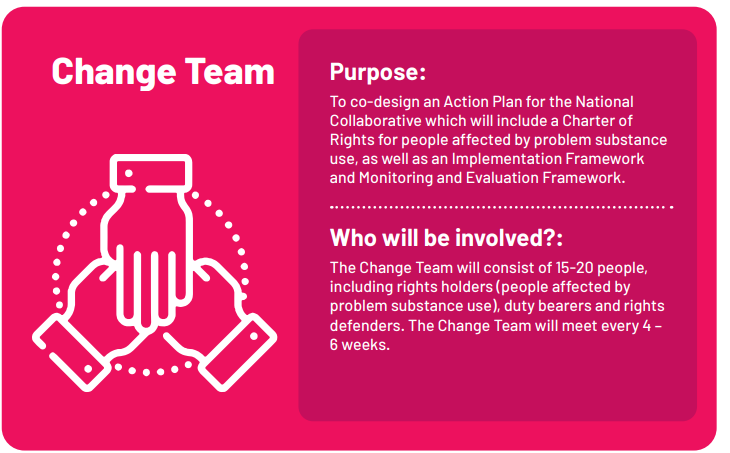 Change Team
Purpose:
To co-design an Action Plan for the National
Collaborative which will include a Charter of
Rights for people affected by problem substance
use, as well as an Implementation Framework
and Monitoring and Evaluation Framework.
Who will be involved?:
The Change Team will consist of 15-20 people,
including rights holders (people affected by
problem substance use), duty bearers and rights
defenders. The Change Team will meet every 4 –
6 weeks.